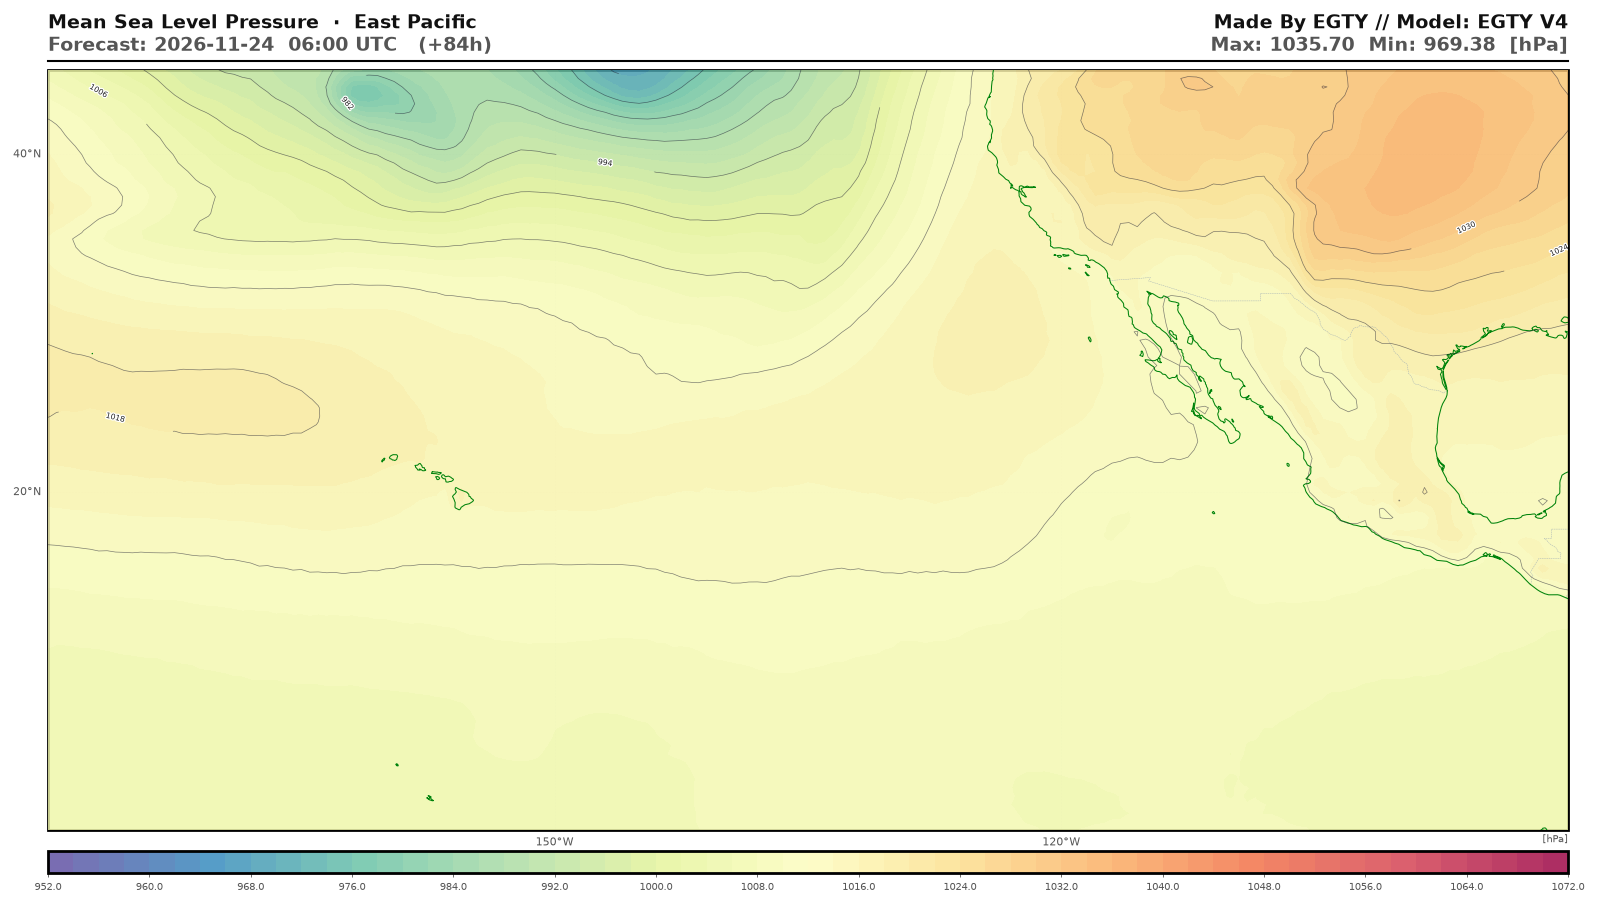 Mean Sea Level Pressure · East Pacific
Made By EGTY // Model: EGTY V4
Forecast: 2026-11-24 06:00 UTC (+84h)
Max: 1035.70 Min: 969.38 [hPa]
1006
982
994
40°N
1030
1024
1018
20°N
150°W
120°W
[hPa]
952.0 960.0 968.0 976.0 984.0 992.0 1000.0 1008.0 1016.0 1024.0 1032.0 1040.0 1048.0 1056.0 1064.0 1072.0